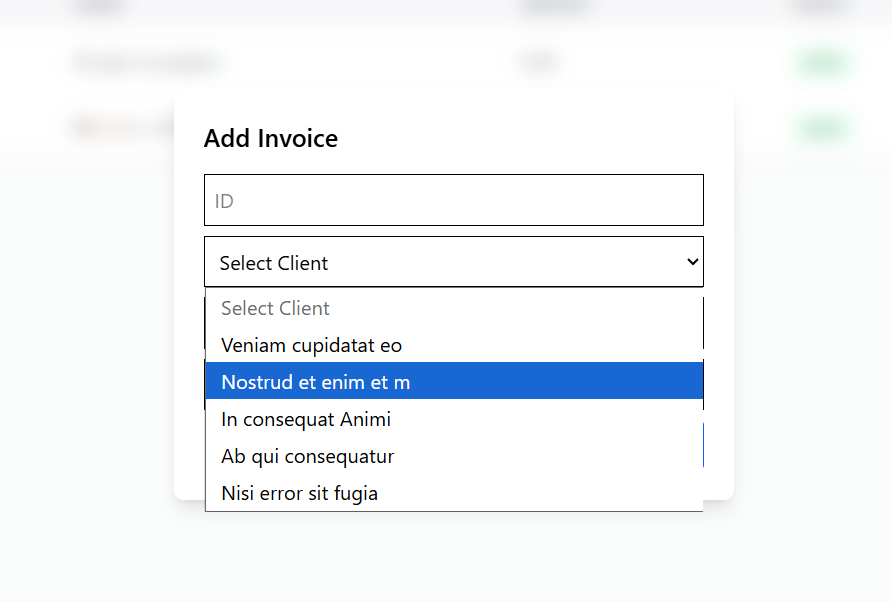 Add Invoice
ID
Select Client
Select Client
Veniam cupidatat eo
Nostrud et enim et m
In consequat Animi
Ab qui consequatur
Nisi error sit fugia